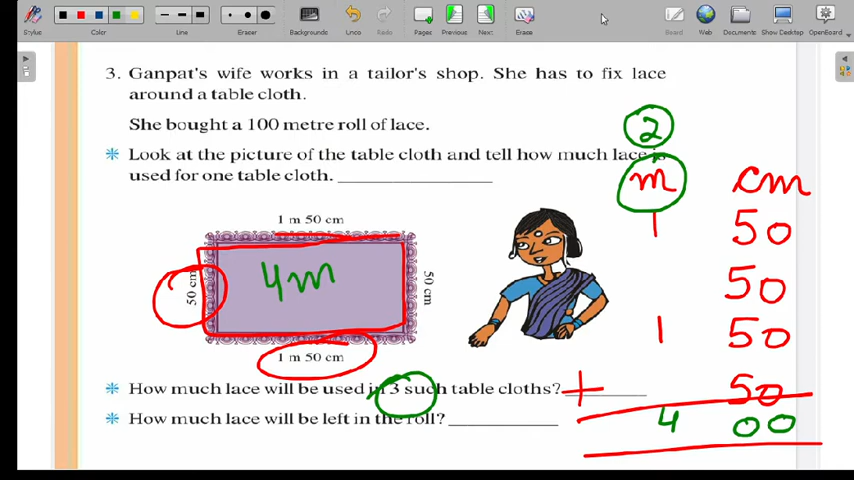 Stylus
Color
Line
Eraser
Backgrounds
Undo
Pages
Previous
Next
Erase
Board
Web
Documents
Show Desktop
OpenBoard
3. Ganpat's wife works in a tailor's shop. She has to fix lace
around a table cloth.
She bought a 100 metre roll of lace.
Look at the picture of the table cloth and tell how much lace is
used for one table cloth. ____________________
1 m 50 cm
50 cm
4m
50 cm
1 m 50 cm
How much lace will be used in 3 such table cloths? __________
How much lace will be left in the roll? ______________
2
m cm
1 50
50
1 50
+ 50
4 00